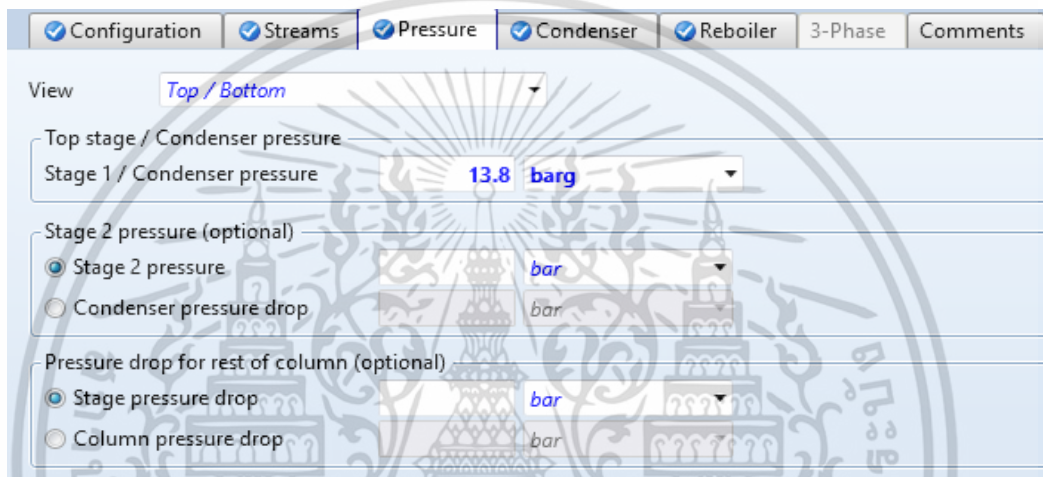 Configuration Streams Pressure Condenser Reboiler 3-Phase Comments
View Top / Bottom
Top stage / Condenser pressure
Stage 1 / Condenser pressure 13.8 barg
Stage 2 pressure (optional)
Stage 2 pressure bar
Condenser pressure drop bar
Pressure drop for rest of column (optional)
Stage pressure drop bar
Column pressure drop bar